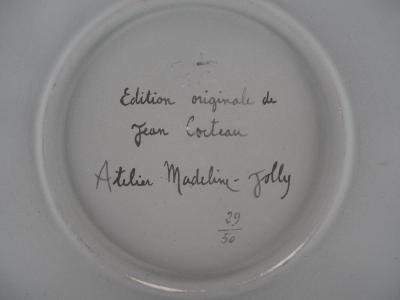 Edition originale de
Jean Cocteau
Atelier Madeline-Jolly
29
50